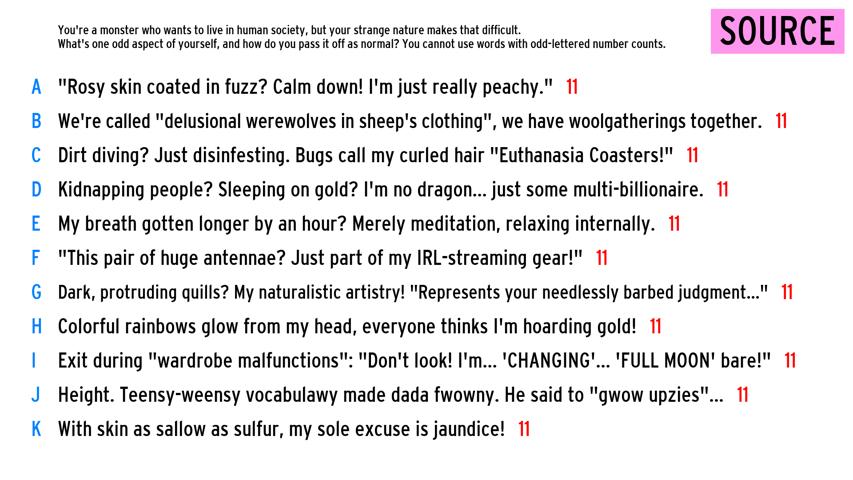 You're a monster who wants to live in human society, but your strange nature makes that difficult.
What's one odd aspect of yourself, and how do you pass it off as normal? You cannot use words with odd-lettered number counts.
SOURCE
A "Rosy skin coated in fuzz? Calm down! I'm just really peachy." 11
B We're called "delusional werewolves in sheep's clothing", we have woolgatherings together. 11
C Dirt diving? Just disinfesting. Bugs call my curled hair "Euthanasia Coasters!" 11
D Kidnapping people? Sleeping on gold? I'm no dragon... just some multi-billionaire. 11
E My breath gotten longer by an hour? Merely meditation, relaxing internally. 11
F "This pair of huge antennae? Just part of my IRL-streaming gear!" 11
G Dark, protruding quills? My naturalistic artistry! "Represents your needlessly barbed judgment..." 11
H Colorful rainbows glow from my head, everyone thinks I'm hoarding gold! 11
I Exit during "wardrobe malfunctions": "Don't look! I'm... 'CHANGING'... 'FULL MOON' bare!" 11
J Height. Teensy-weensy vocabulawy made dada fwowny. He said to "gwow upzies"... 11
K With skin as sallow as sulfur, my sole excuse is jaundice! 11